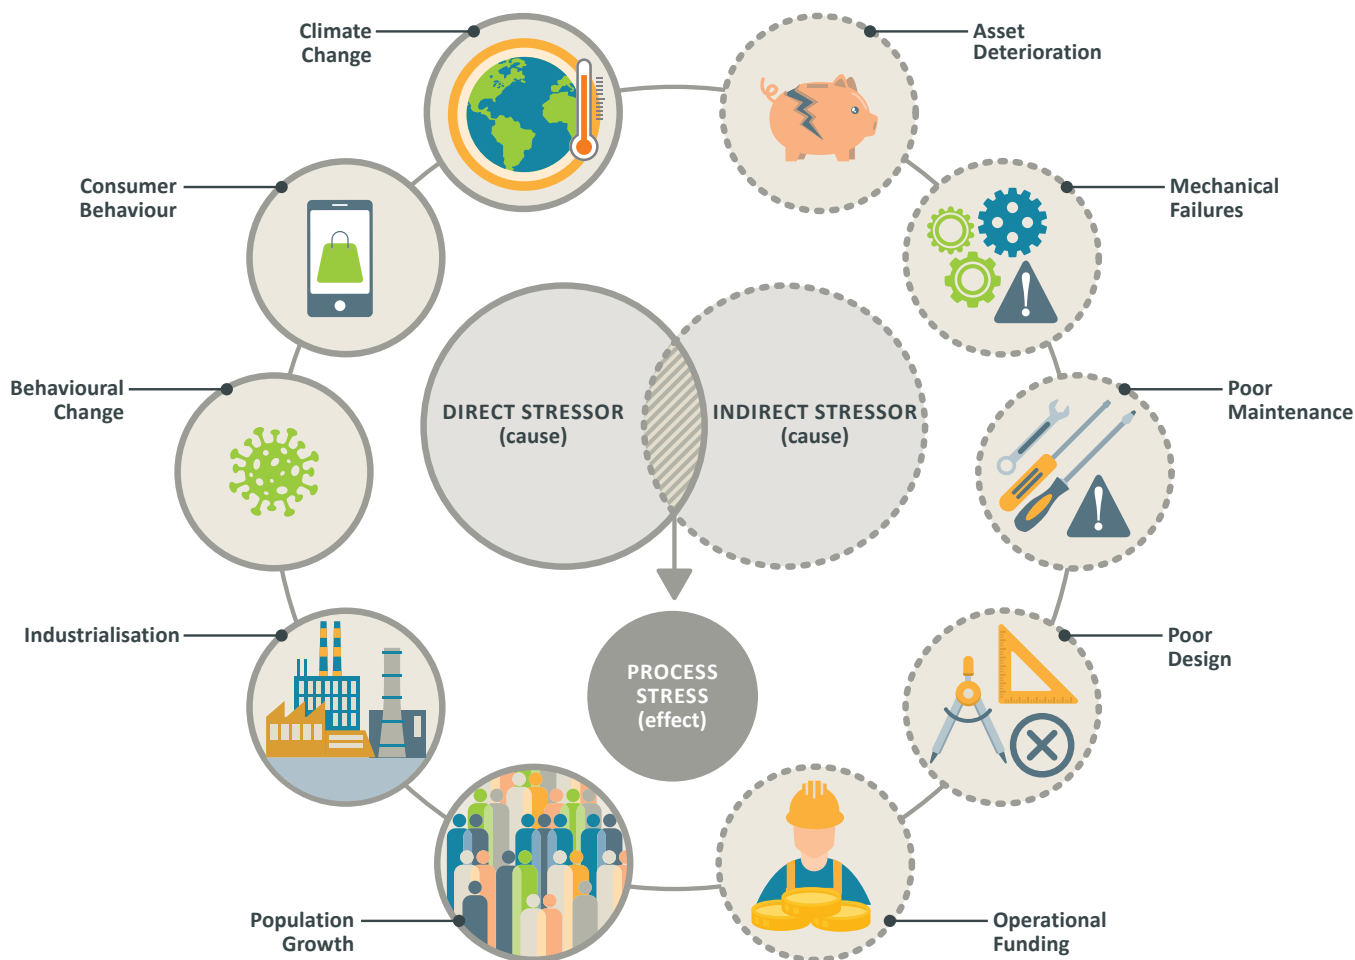 Climate
Change
Asset
Deterioration
Consumer
Behaviour
Mechanical
Failures
Behavioural
Change
DIRECT STRESSOR
(cause)
INDIRECT STRESSOR
(cause)
Poor
Maintenance
Industrialisation
PROCESS
STRESS
(effect)
Poor
Design
Population
Growth
Operational
Funding